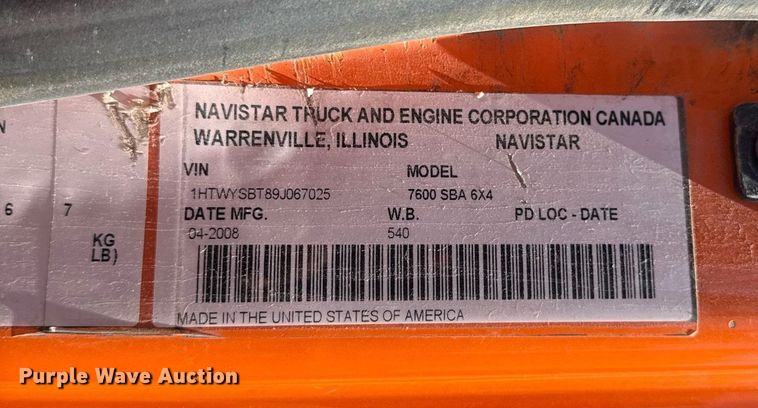 NAVISTAR TRUCK AND ENGINE CORPORATION CANADA
WARRENVILLE, ILLINOIS NAVISTAR
VIN MODEL
1HTWYSBT89J067025 7600 SBA 6X4
DATE MFG. W.B. PD LOC - DATE
04-2008 540
MADE IN THE UNITED STATES OF AMERICA
N
6 7
KG
LB)
Purple Wave Auction